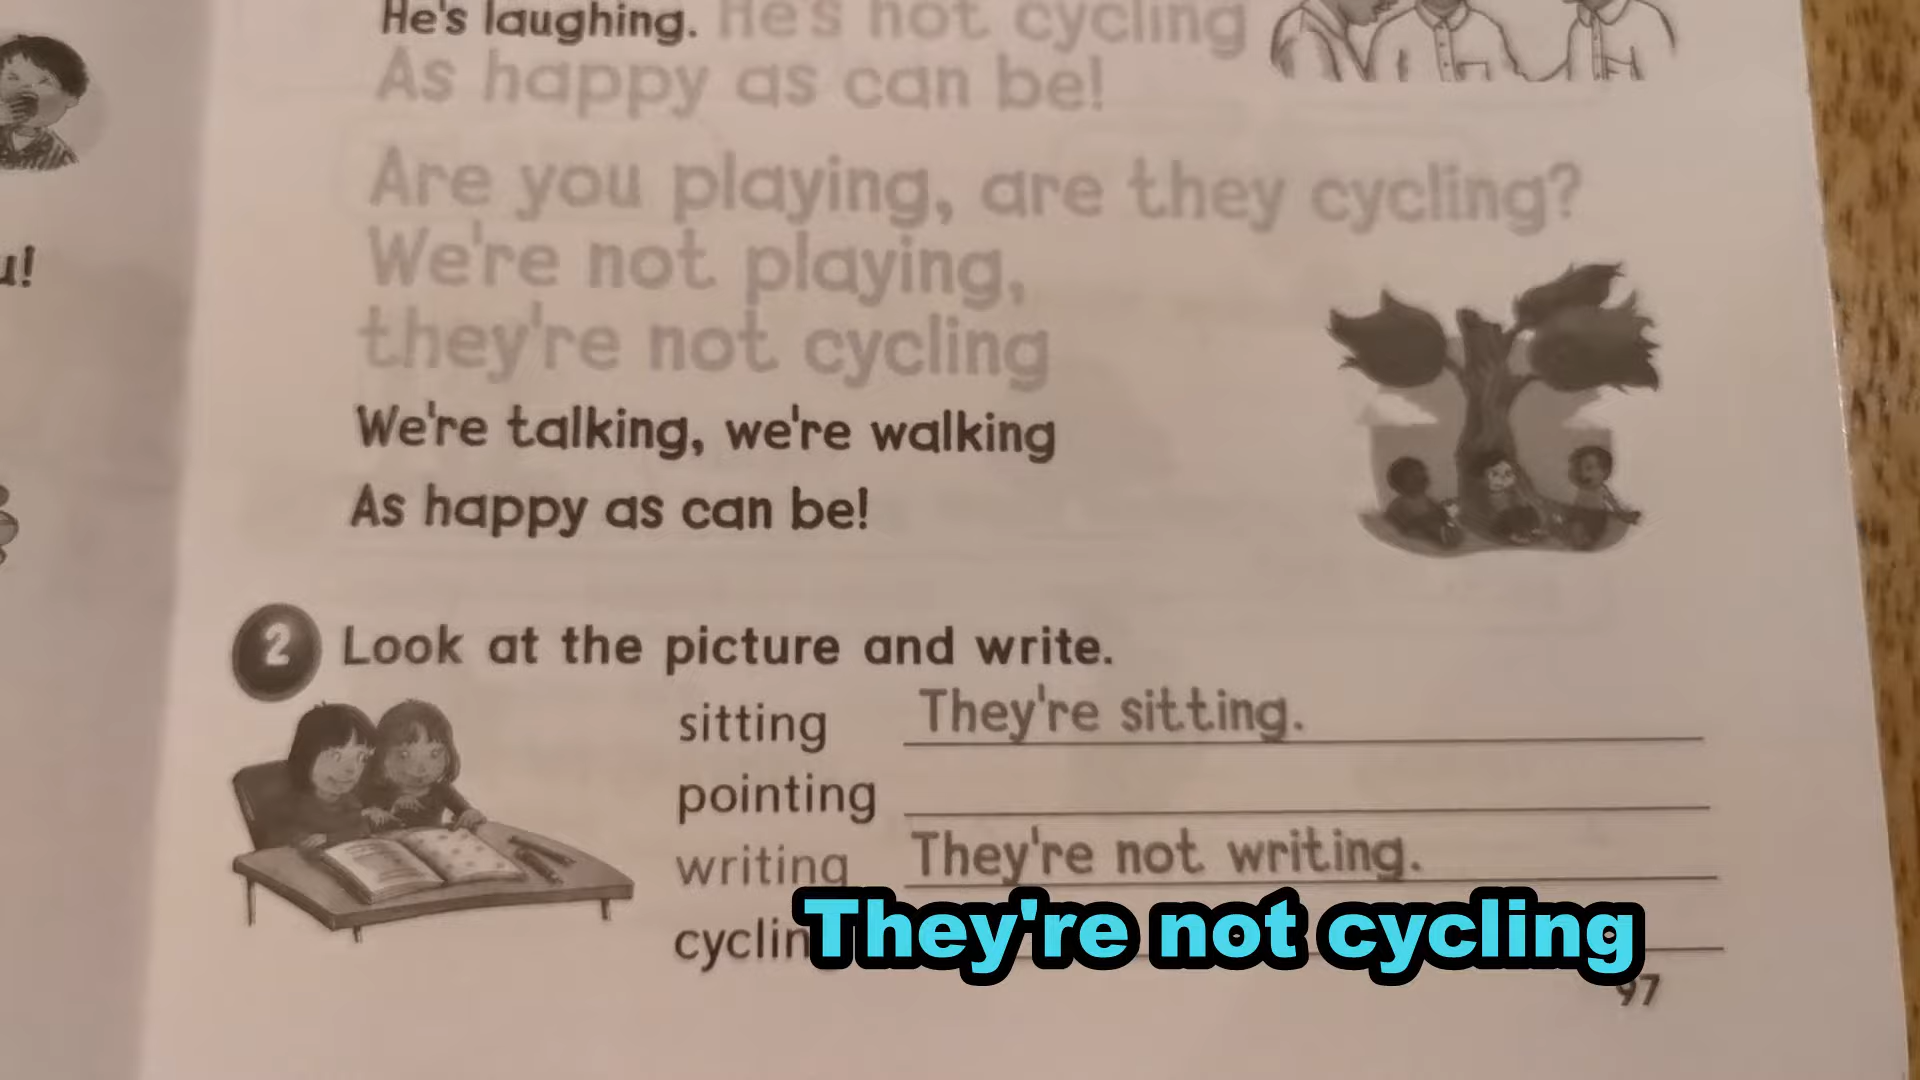 He's laughing. He's not cycling
As happy as can be!
Are you playing, are they cycling?
We're not playing,
they're not cycling
We're talking, we're walking
As happy as can be!
u!
2 Look at the picture and write.
sitting They're sitting.
pointing
writing They're not writing.
cyclin They're not cycling
97